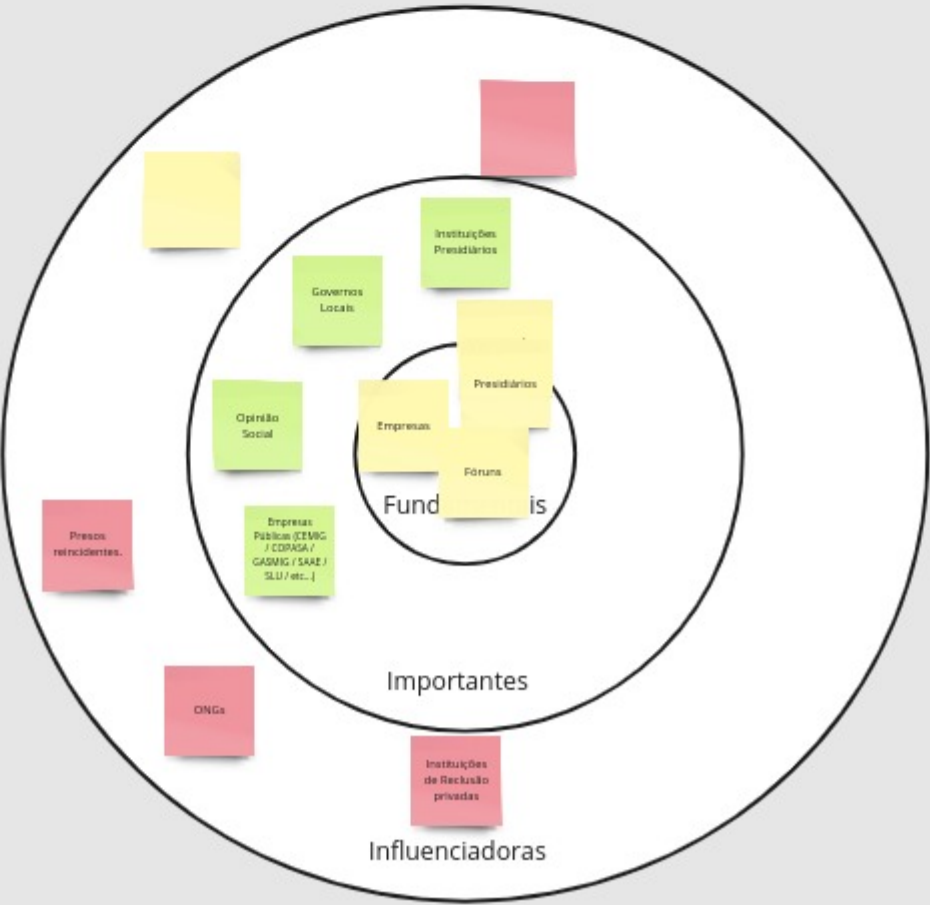 Instituições
Presidiários
Governos
Locais
Presidiários
Opinião
Social
Empresas
Fóruns
Fund
is
Empresas
Públicas (CEMIG
/ COPASA /
GASMIG / SAAE /
SLU / etc...)
Presos
reincidentes.
Importantes
ONGs
Instituições
de Reclusão
privadas
Influenciadoras